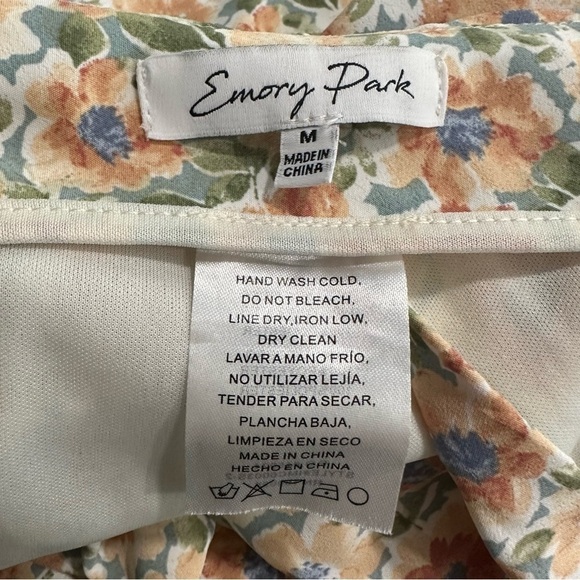 Emory Park
M
MADE IN
CHINA
HAND WASH COLD,
DO NOT BLEACH,
LINE DRY,IRON LOW,
DRY CLEAN
LAVAR A MANO FRÍO,
NO UTILIZAR LEJÍA,
TENDER PARA SECAR,
PLANCHA BAJA,
LIMPIEZA EN SECO
MADE IN CHINA
HECHO EN CHINA